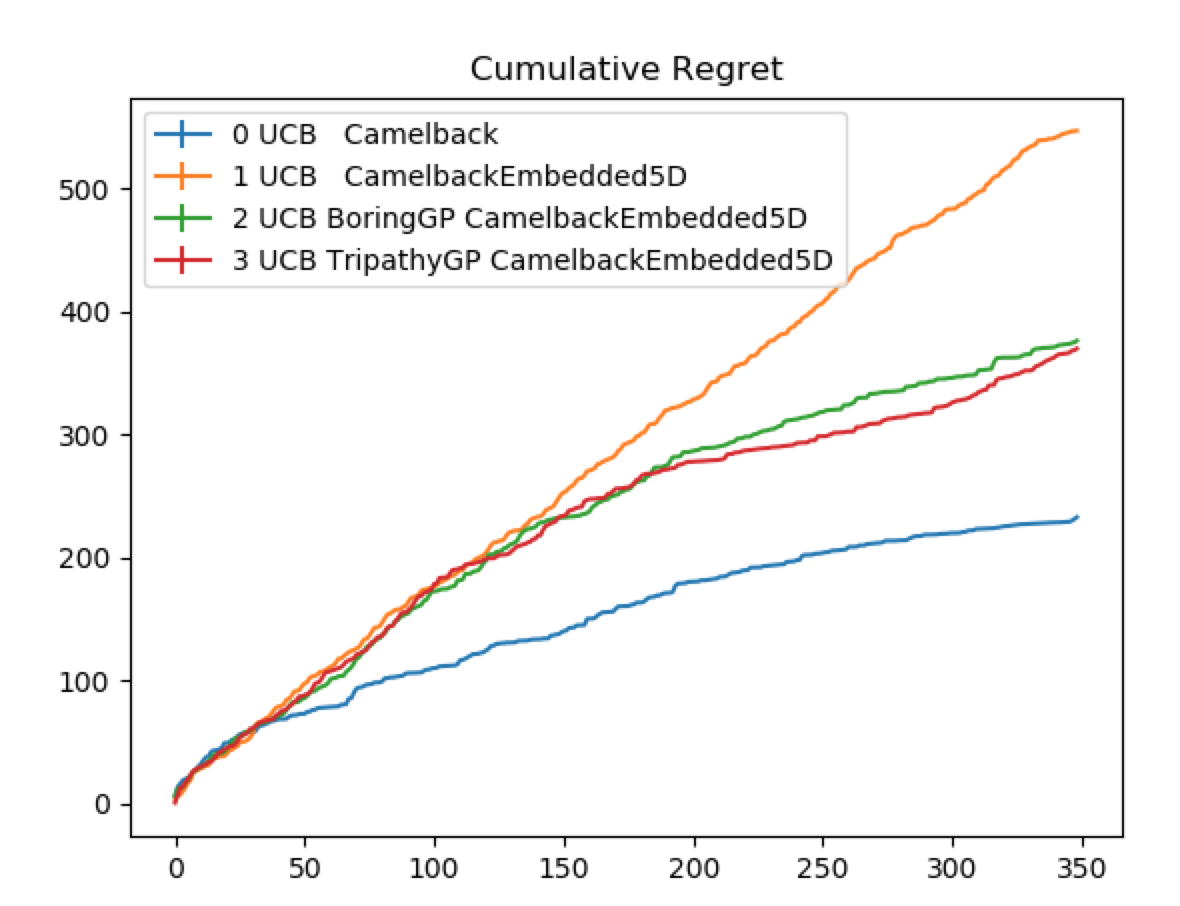 Cumulative Regret
0 UCB   Camelback
1 UCB   CamelbackEmbedded5D
2 UCB BoringGP CamelbackEmbedded5D
3 UCB TripathyGP CamelbackEmbedded5D
500
400
300
200
100
0
0 50 100 150 200 250 300 350